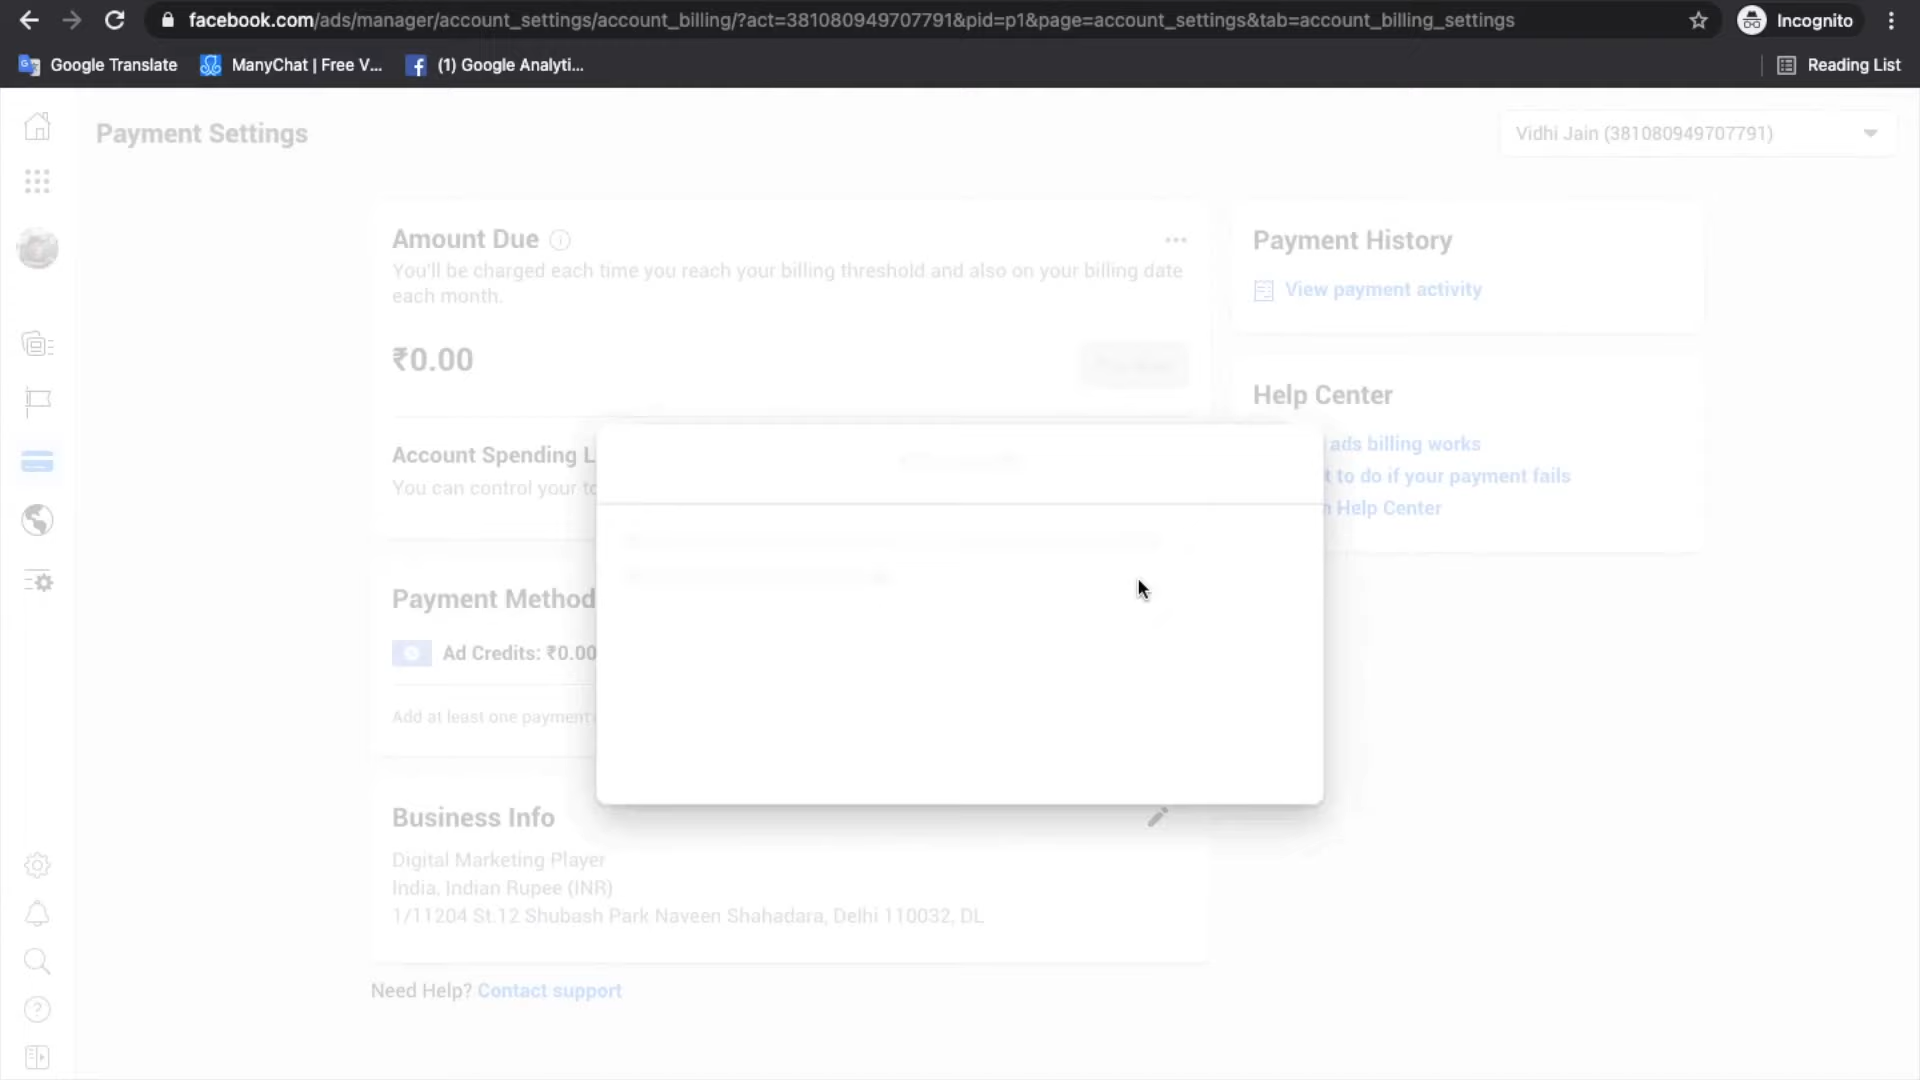 facebook.com/ads/manager/account_settings/account_billing/?act=381080949707791&pid=p1&page=account_settings&tab=account_billing_settings
Incognito
Google Translate
ManyChat | Free V...
(1) Google Analyti...
Reading List
Payment Settings
Vidhi Jain (381080949707791)
Amount Due
You'll be charged each time you reach your billing threshold and also on your billing date
each month.
₹0.00
Account Spending L
You can control your to
Payment Method
Ad Credits: ₹0.00
Add at least one payment
Business Info
Digital Marketing Player
India, Indian Rupee (INR)
1/11204 St.12 Shubash Park Naveen Shahadara, Delhi 110032, DL
Need Help? Contact support
Payment History
View payment activity
Help Center
ads billing works
t to do if your payment fails
Help Center